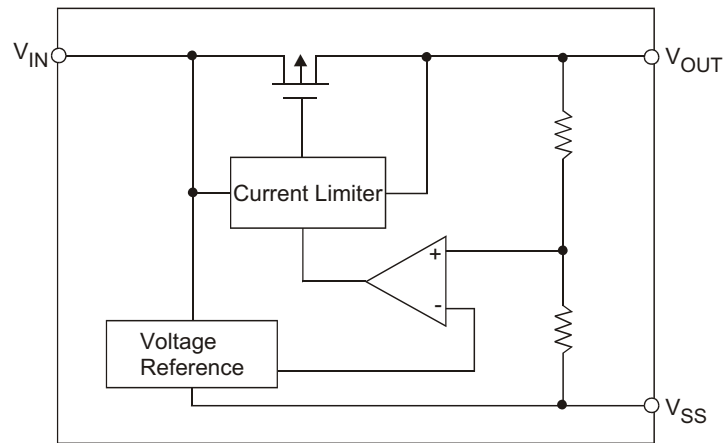 VIN
VOUT
Current Limiter
+
-
Voltage
Reference
VSS